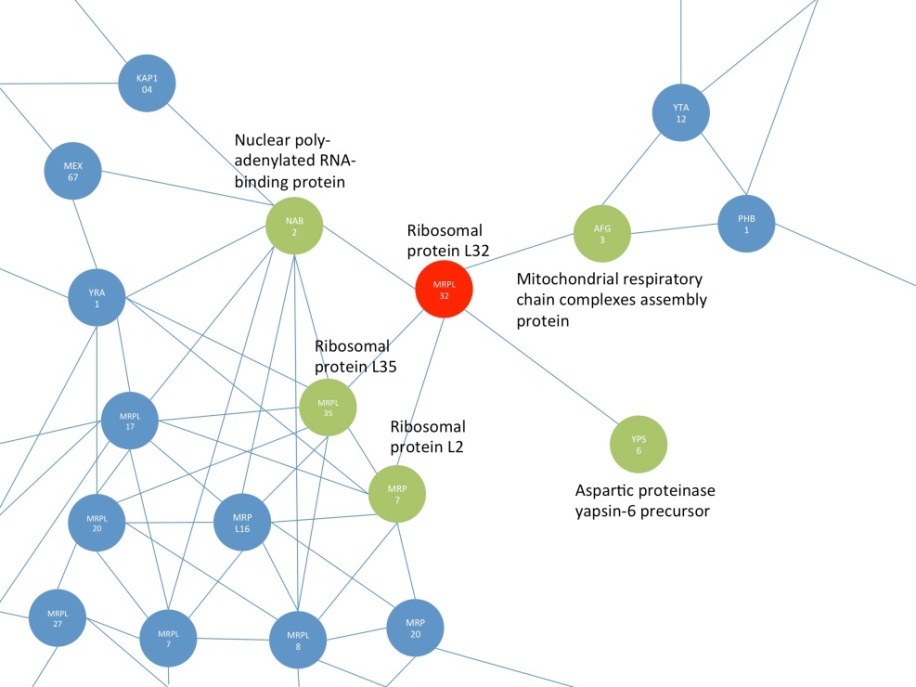 KAP1
04
YTA
12
Nuclear poly-
adenylated RNA-
binding protein
MEX
67
NAB
2
Ribosomal
protein L32
AFG
3
PHB
1
MRPL
32
Mitochondrial respiratory
chain complexes assembly
protein
YRA
1
Ribosomal
protein L35
MRPL
35
MRPL
17
Ribosomal
protein L2
YPS
6
MRP
7
Aspartic proteinase
yapsin-6 precursor
MRPL
20
MRP
L16
MRPL
27
MRPL
7
MRPL
8
MRP
20